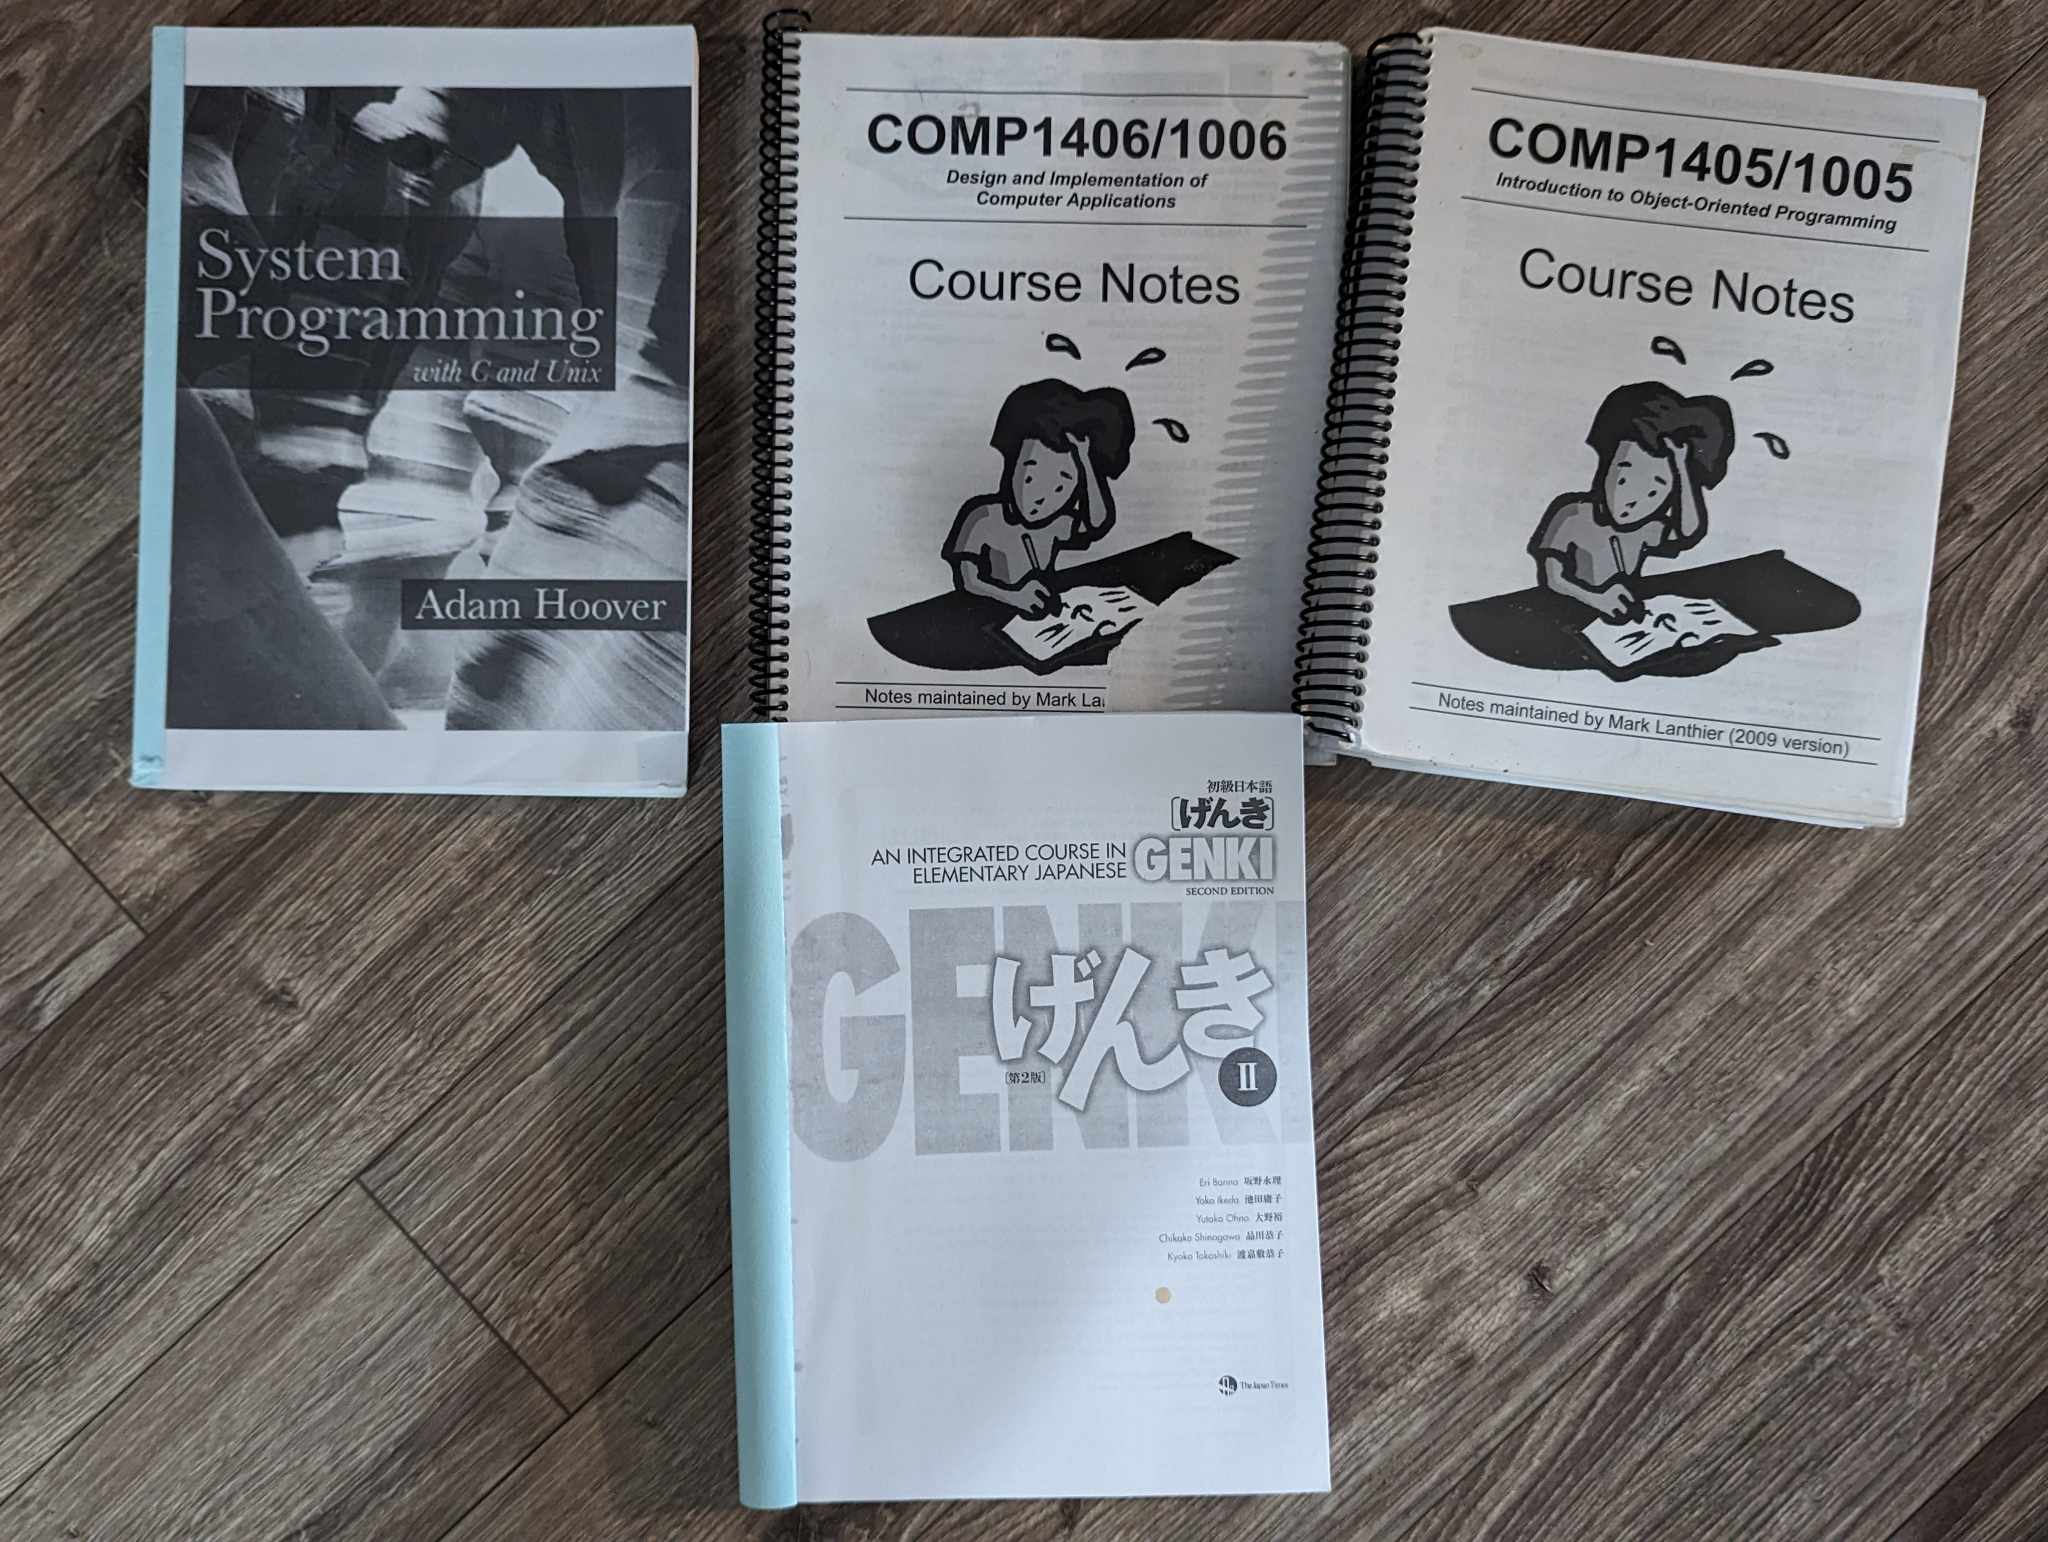 System
Programming
with C and Unix
Adam Hoover
COMP1406/1006
Design and Implementation of
Computer Applications
Course Notes
Notes maintained by Mark La
COMP1405/1005
Introduction to Object-Oriented Programming
Course Notes
Notes maintained by Mark Lanthier (2009 version)
初級日本語
[げんき]
AN INTEGRATED COURSE IN
ELEMENTARY JAPANESE
GENKI
SECOND EDITION
GENKI
げんき
[第2版]
II
Eri Banno 坂野永理
Yoko Ikeda 池田庸子
Yutaka Ohno 大野裕
Chikako Shinagawa 品川恭子
Kyoko Tokashiki 渡嘉敷恭子
The Japan Times